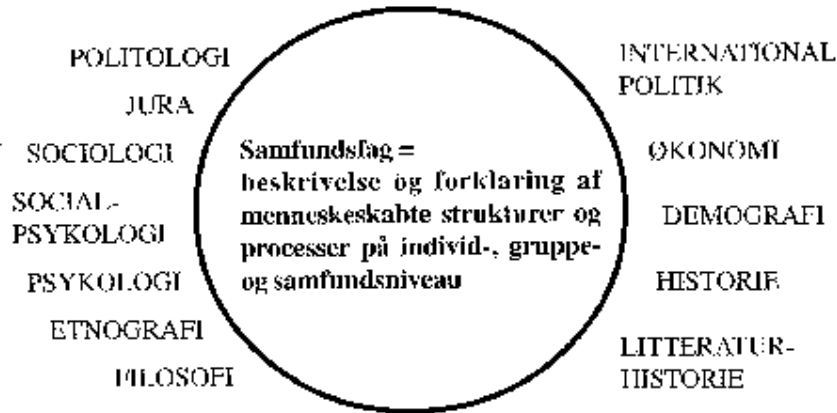 POLITOLOGI
JURA
SOCIOLOGI
SOCIAL-
PSYKOLOGI
PSYKOLOGI
ETNOGRAFI
FILOSOFI
Samfundsfag =
beskrivelse og forklaring af
menneskeskabte strukturer og
processer på individ-, gruppe-
og samfundsniveau
INTERNATIONAL
POLITIK
ØKONOMI
DEMOGRAFI
HISTORIE
LITTERATUR-
HISTORIE